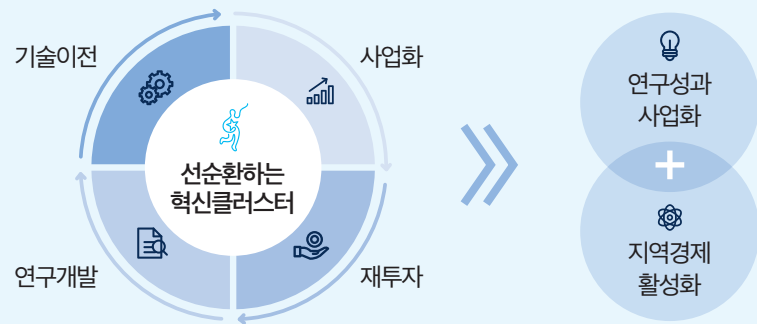 기술이전
사업화
선순환하는
혁신클러스터
연구개발
재투자
연구성과
사업화
+
지역경제
활성화